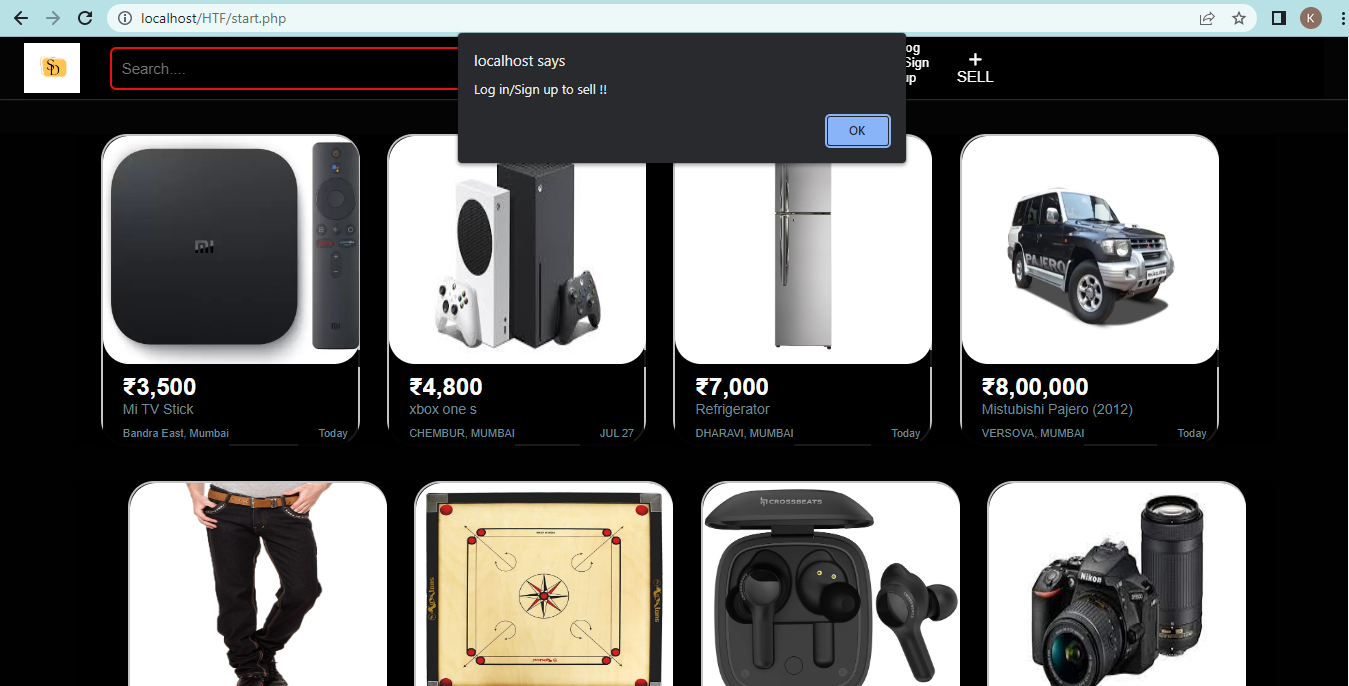 localhost/HTF/start.php
K
SD
Search....
localhost says
Log in/Sign up to sell !!
OK
og
Sign
up
+
SELL
mi
PAJERO
₹3,500
Mi TV Stick
Bandra East, Mumbai Today
₹4,800
xbox one s
CHEMBUR, MUMBAI JUL 27
₹7,000
Refrigerator
DHARAVI, MUMBAI Today
₹8,00,000
Mistubishi Pajero (2012)
VERSOVA, MUMBAI Today
CROSSBEATS
Nikon